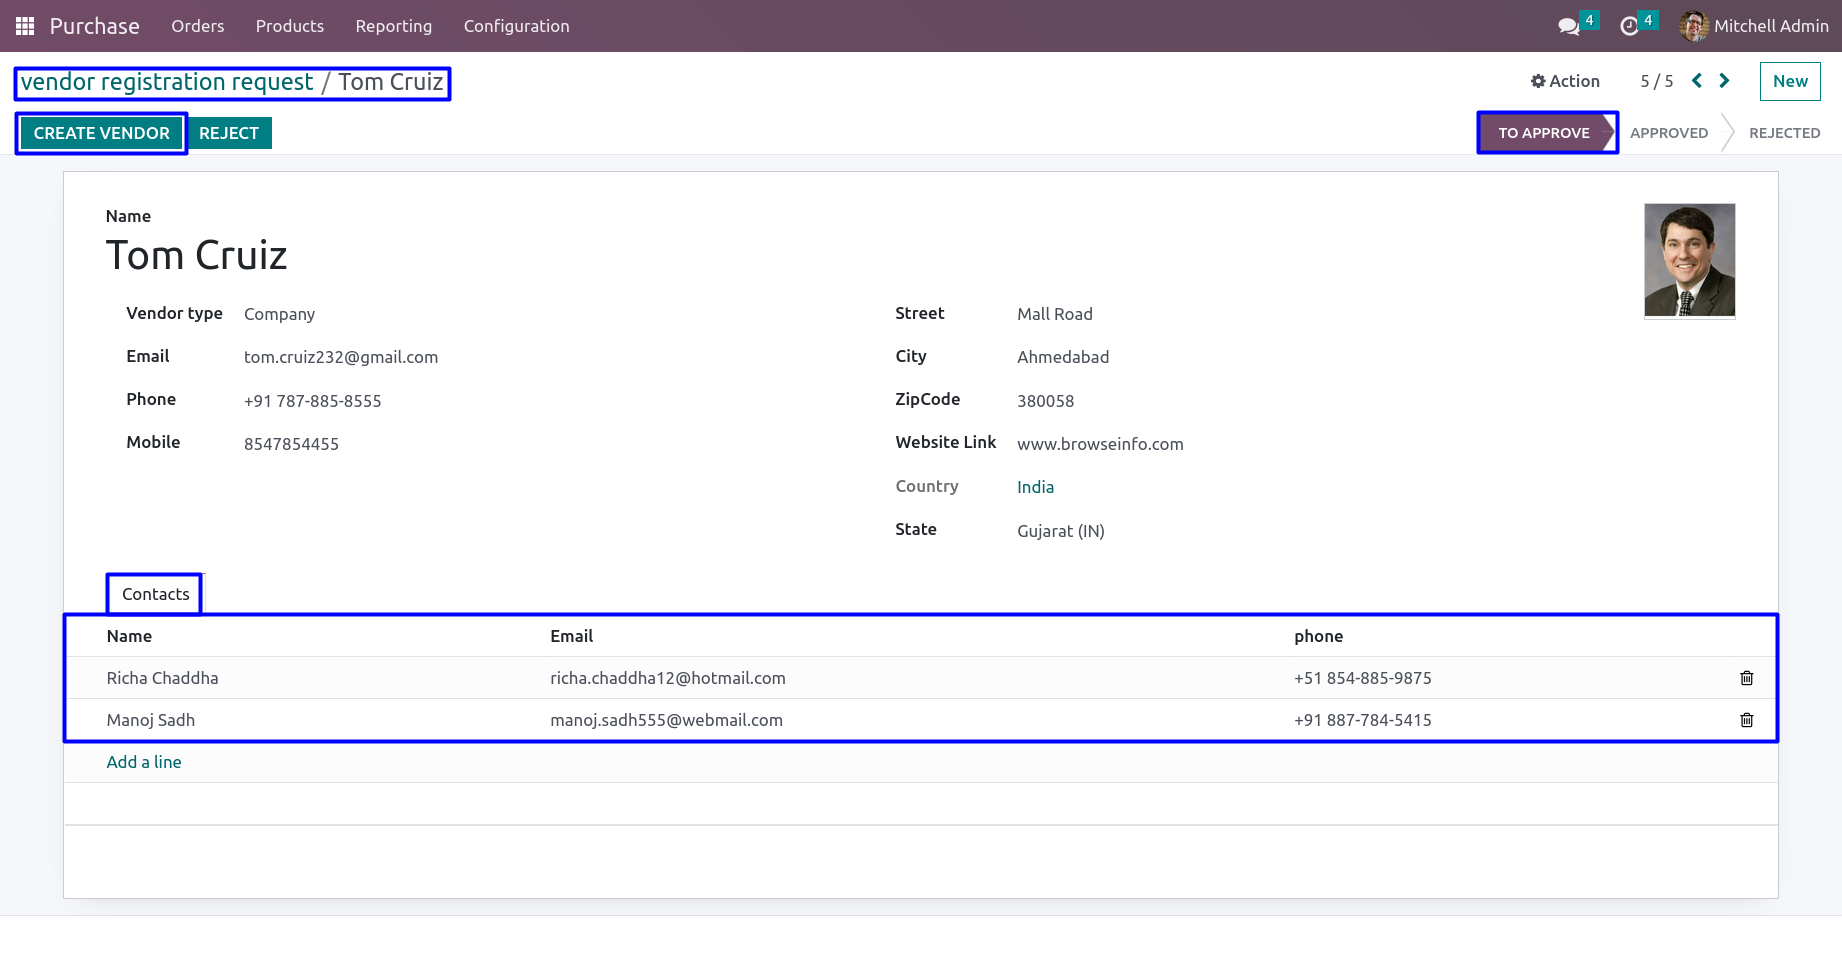 Purchase Orders Products Reporting Configuration 4 4 Mitchell Admin
vendor registration request / Tom Cruiz Action 5 / 5 New
CREATE VENDOR REJECT TO APPROVE APPROVED REJECTED
Name
Tom Cruiz
Vendor type Company Street Mall Road
Email tom.cruiz232@gmail.com City Ahmedabad
Phone +91 787-885-8555 ZipCode 380058
Mobile 8547854455 Website Link www.browseinfo.com
Country India
State Gujarat (IN)
Contacts
Name Email phone
Richa Chaddha richa.chaddha12@hotmail.com +51 854-885-9875
Manoj Sadh manoj.sadh555@webmail.com +91 887-784-5415
Add a line